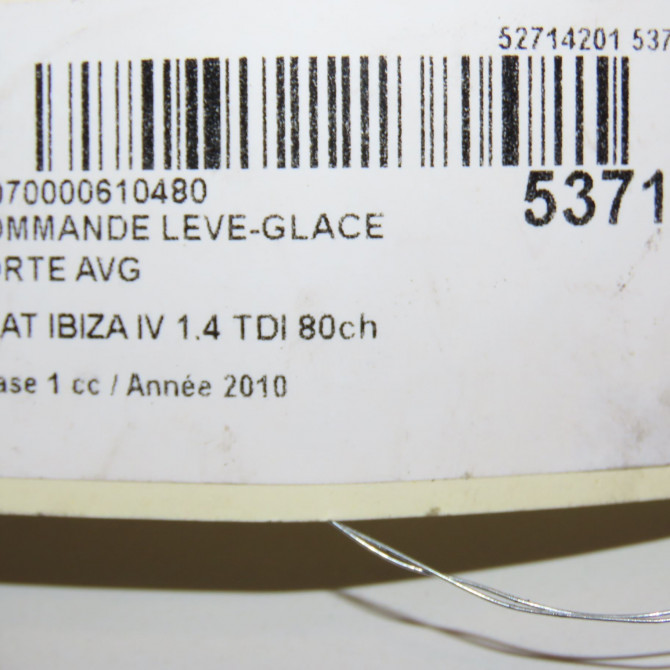 52714201 537
070000610480
5371
OMMANDE LEVE-GLACE
ORTE AVG
AT IBIZA IV 1.4 TDI 80ch
ase 1 cc / Année 2010